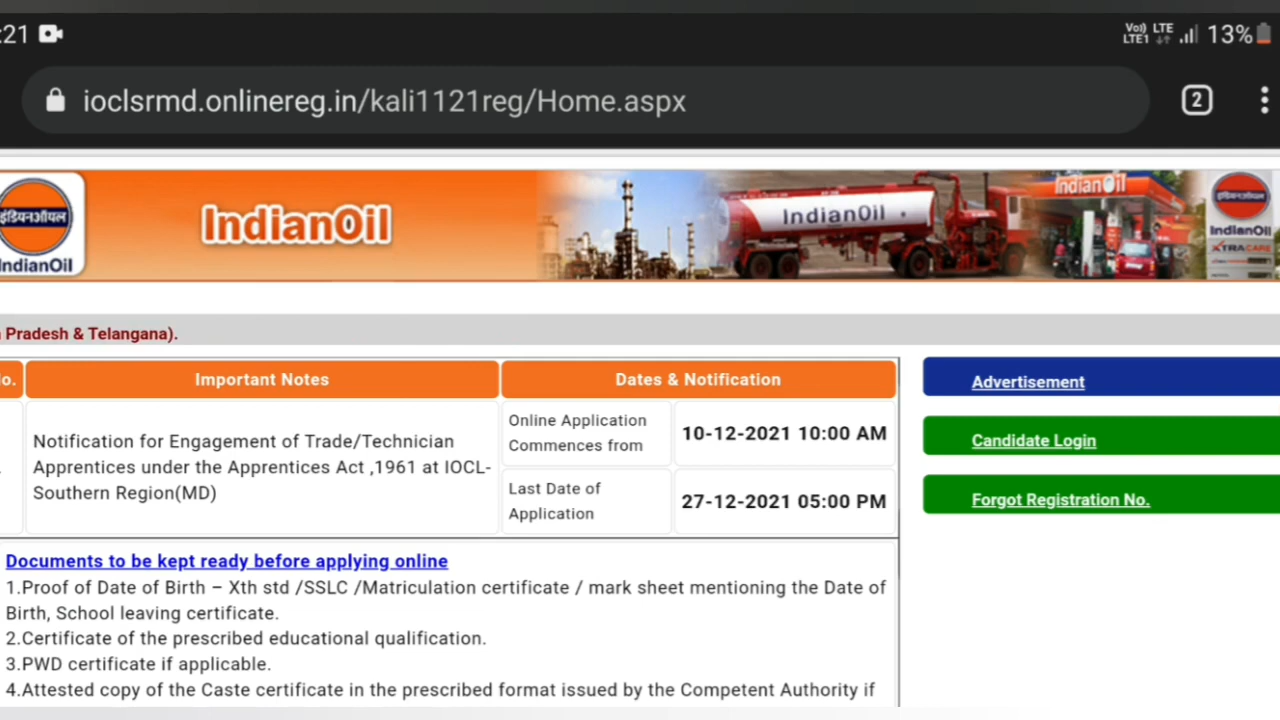 :21
Vo)) LTE
LTE1
13%
ioclsrmd.onlinereg.in/kali1121reg/Home.aspx
2
इंडियनऑयल
IndianOil
IndianOil
IndianOil
IndianOil
इंडियनऑयल
IndianOil
XTRACARE
Pradesh & Telangana).
o.
Important Notes
Dates & Notification
Advertisement
Notification for Engagement of Trade/Technician
Apprentices under the Apprentices Act ,1961 at IOCL-
Southern Region(MD)
Online Application
Commences from
10-12-2021 10:00 AM
Last Date of
Application
27-12-2021 05:00 PM
Candidate Login
Forgot Registration No.
Documents to be kept ready before applying online
1.Proof of Date of Birth – Xth std /SSLC /Matriculation certificate / mark sheet mentioning the Date of
Birth, School leaving certificate.
2.Certificate of the prescribed educational qualification.
3.PWD certificate if applicable.
4.Attested copy of the Caste certificate in the prescribed format issued by the Competent Authority if